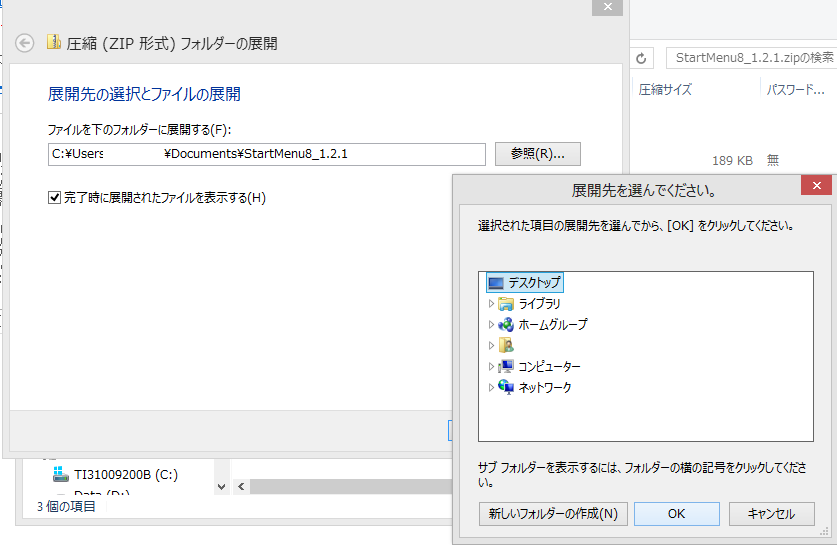 圧縮 (ZIP 形式) フォルダーの展開
展開先の選択とファイルの展開
ファイルを下のフォルダーに展開する(F):
C:¥Users ¥Documents¥StartMenu8_1.2.1
参照(R)...
完了時に展開されたファイルを表示する(H)
StartMenu8_1.2.1.zipの検索
圧縮サイズ
パスワード...
189 KB 無
展開先を選んでください。
選択された項目の展開先を選んでから、[OK] をクリックしてください。
デスクトップ
ライブラリ
ホームグループ
コンピューター
ネットワーク
サブ フォルダーを表示するには、フォルダーの横の記号をクリックしてくださ
い。
新しいフォルダーの作成(N)
OK
キャンセル
TI31009200B (C:)
Data (D:)
3 個の項目